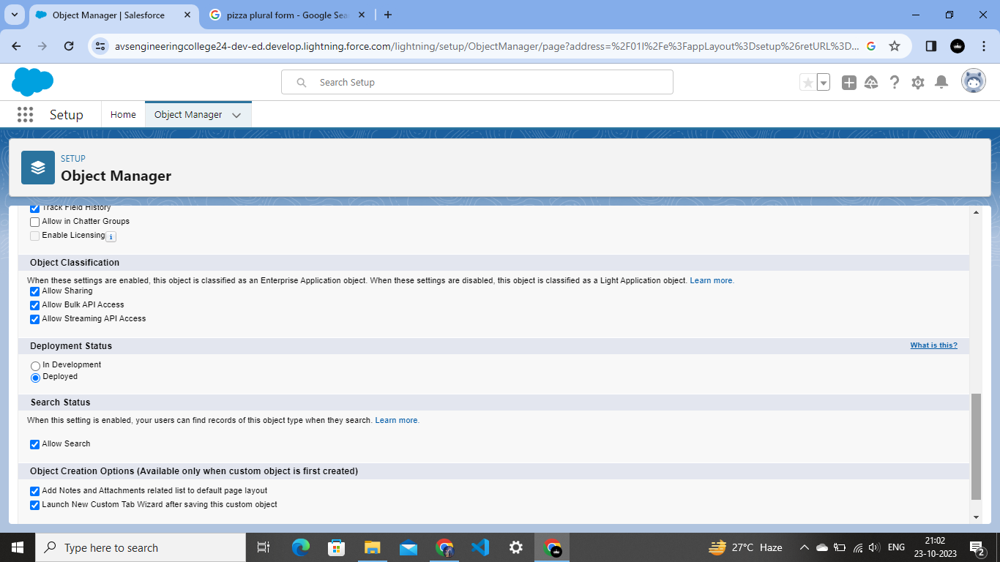 Object Manager | Salesforce
pizza plural form - Google Sea
avsengineeringcollege24-dev-ed.develop.lightning.force.com/lightning/setup/ObjectManager/page?address=%2F01I%2Fe%3FappLayout%3Dsetup%26retURL%3D...
Search Setup
Setup Home Object Manager
SETUP
Object Manager
Track Field History
Allow in Chatter Groups
Enable Licensing i
Object Classification
When these settings are enabled, this object is classified as an Enterprise Application object. When these settings are disabled, this object is classified as a Light Application object. Learn more.
Allow Sharing
Allow Bulk API Access
Allow Streaming API Access
Deployment Status What is this?
In Development
Deployed
Search Status
When this setting is enabled, your users can find records of this object type when they search. Learn more.
Allow Search
Object Creation Options (Available only when custom object is first created)
Add Notes and Attachments related list to default page layout
Launch New Custom Tab Wizard after saving this custom object
Type here to search
27°C Haze
ENG
21:02
23-10-2023
2